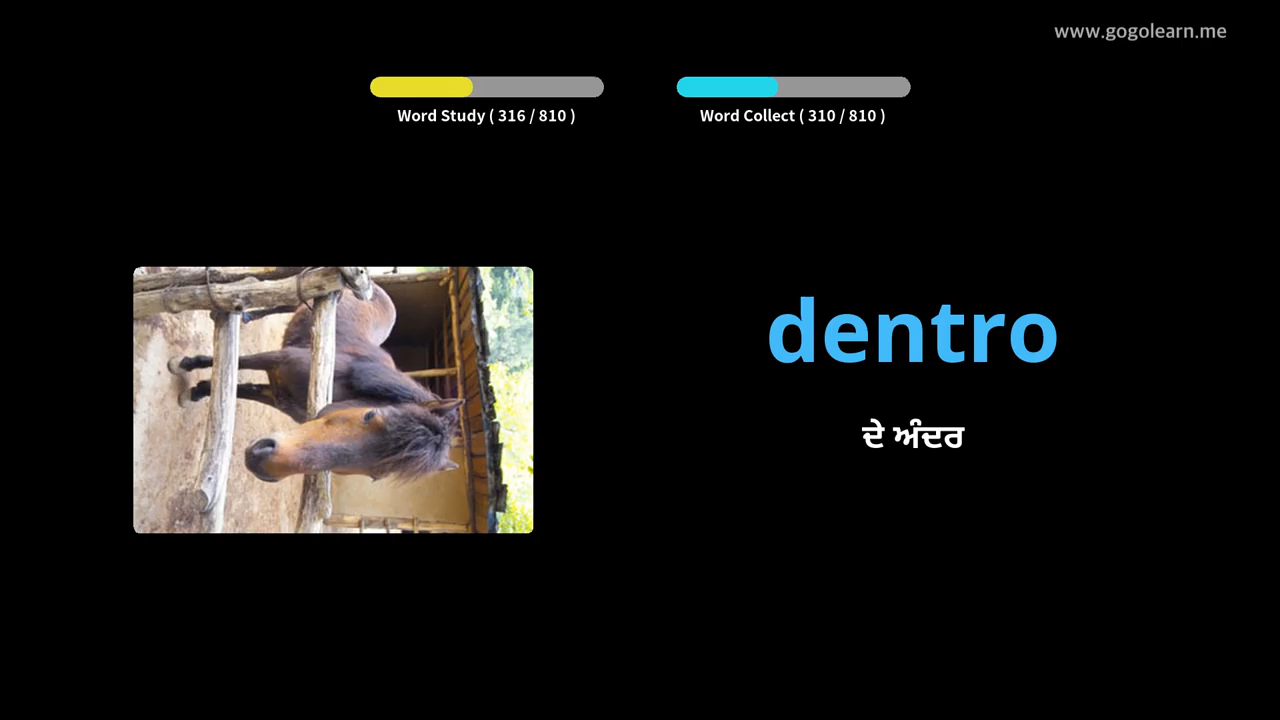 www.gogolearn.me
Word Study ( 316 / 810 )
Word Collect ( 310 / 810 )
dentro
ਦੇ ਅੰਦਰ